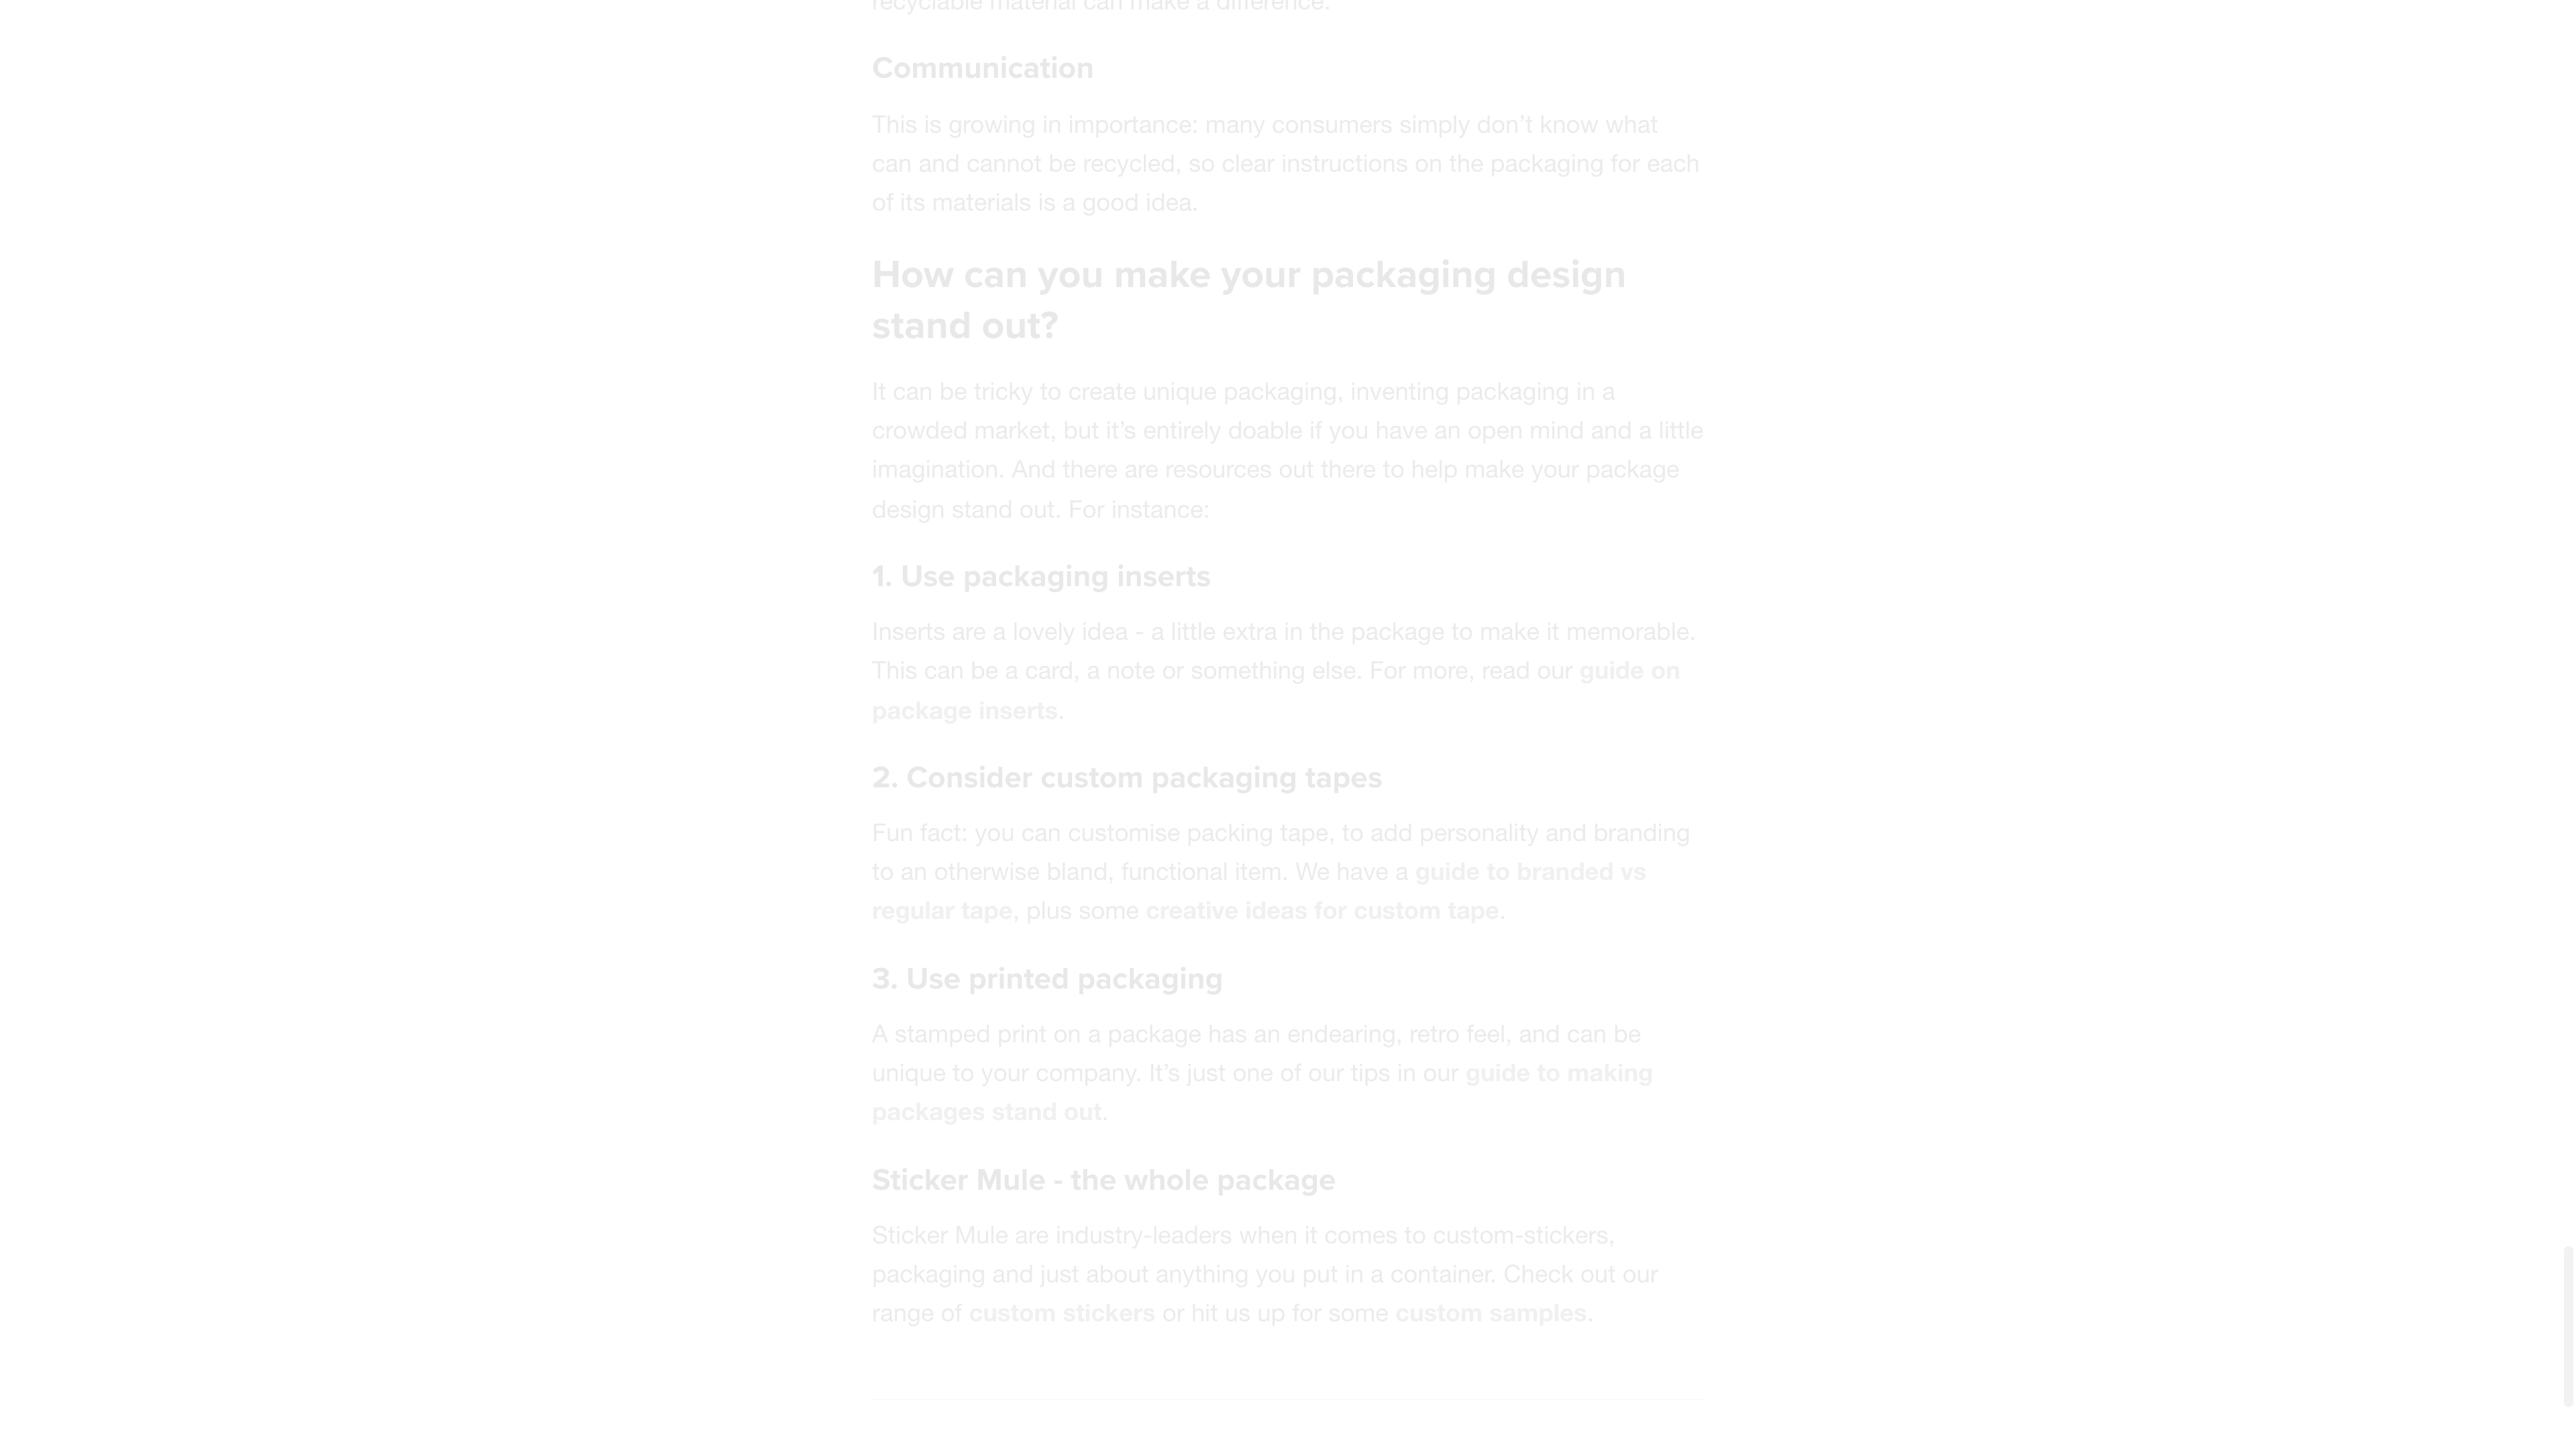 recyclable material can make a difference.
Communication
This is growing in importance: many consumers simply don’t know what
can and cannot be recycled, so clear instructions on the packaging for each
of its materials is a good idea.
How can you make your packaging design
stand out?
It can be tricky to create unique packaging, inventing packaging in a
crowded market, but it’s entirely doable if you have an open mind and a little
imagination. And there are resources out there to help make your package
design stand out. For instance:
1. Use packaging inserts
Inserts are a lovely idea - a little extra in the package to make it memorable.
This can be a card, a note or something else. For more, read our guide on
package inserts.
2. Consider custom packaging tapes
Fun fact: you can customise packing tape, to add personality and branding
to an otherwise bland, functional item. We have a guide to branded vs
regular tape, plus some creative ideas for custom tape.
3. Use printed packaging
A stamped print on a package has an endearing, retro feel, and can be
unique to your company. It’s just one of our tips in our guide to making
packages stand out.
Sticker Mule - the whole package
Sticker Mule are industry-leaders when it comes to custom-stickers,
packaging and just about anything you put in a container. Check out our
range of custom stickers or hit us up for some custom samples.